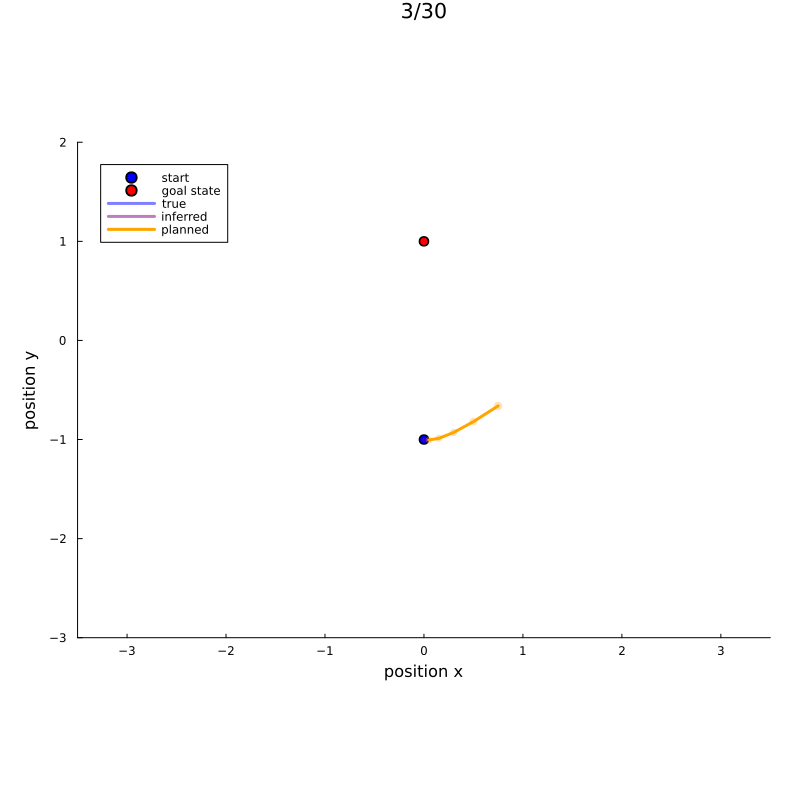 3/30
start
goal state
true
inferred
planned
position y
2
1
0
−1
−2
−3
−3 −2 −1 0 1 2 3
position x